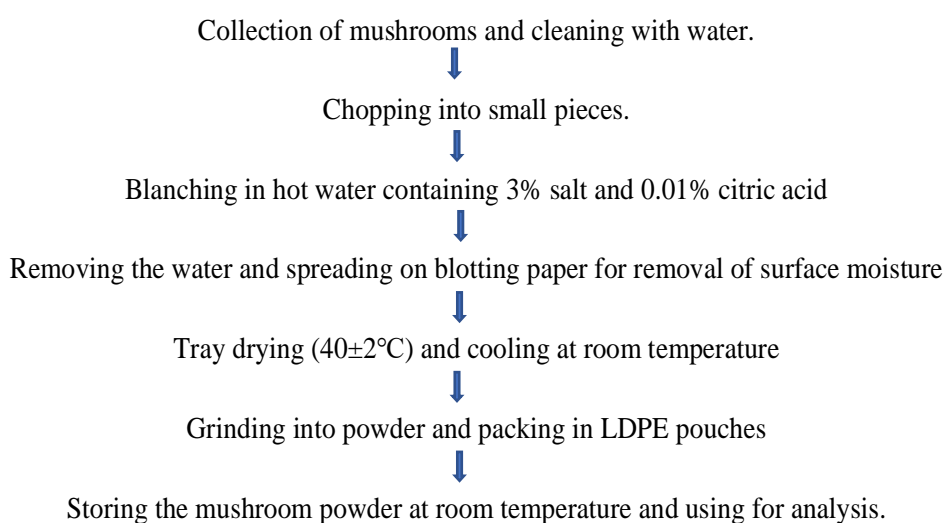 Collection of mushrooms and cleaning with water.
Chopping into small pieces.
Blanching in hot water containing 3% salt and 0.01% citric acid
Removing the water and spreading on blotting paper for removal of surface moisture
Tray drying (40±2℃) and cooling at room temperature
Grinding into powder and packing in LDPE pouches
Storing the mushroom powder at room temperature and using for analysis.